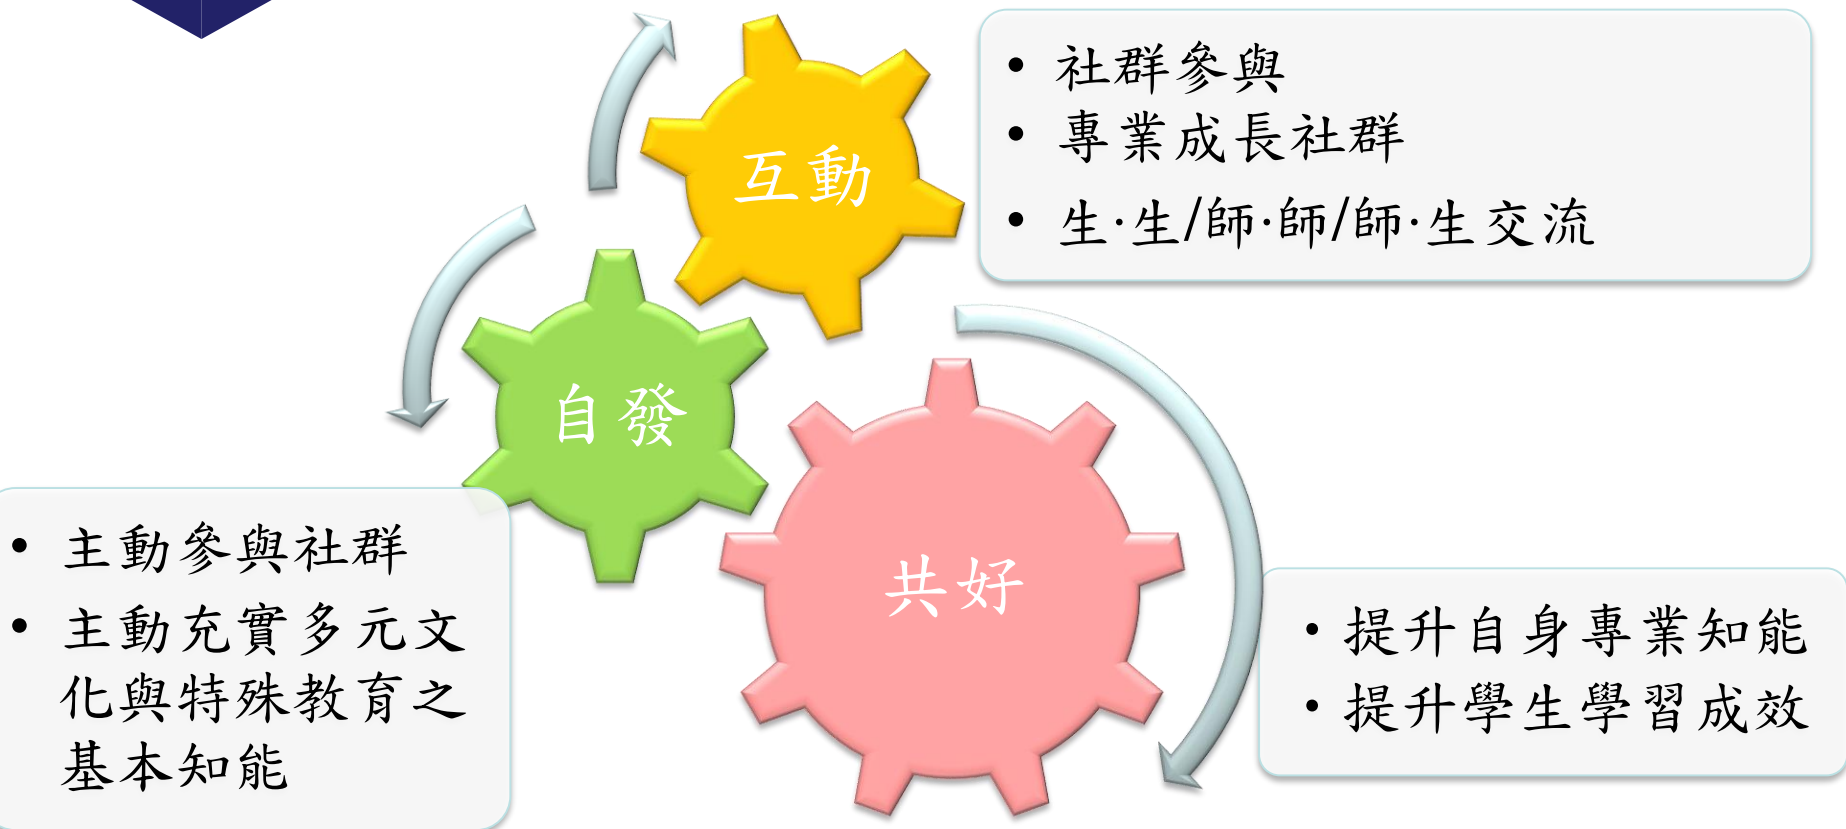 互動
• 社群參與
• 專業成長社群
• 生·生/師·師/師·生交流
自發
• 主動參與社群
• 主動充實多元文
化與特殊教育之
基本知能
共好
• 提升自身專業知能
• 提升學生學習成效